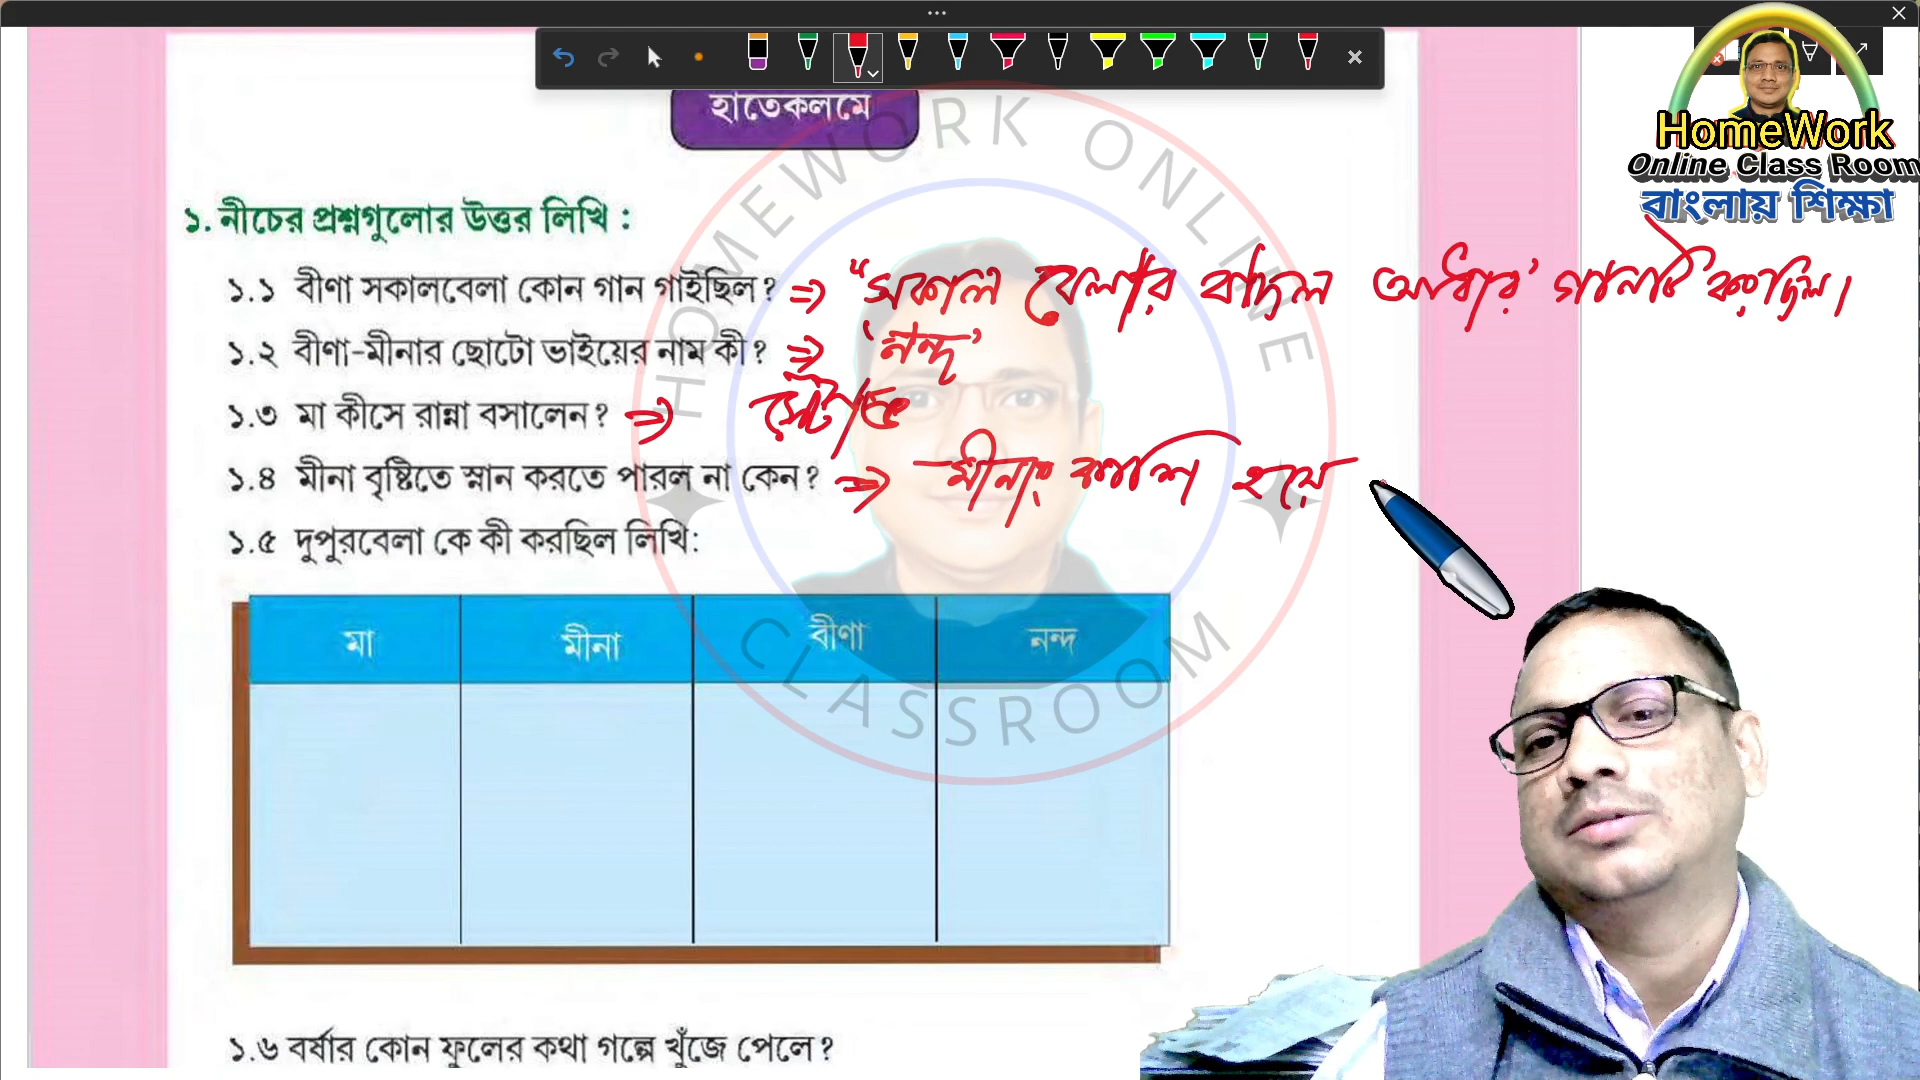 হাতেকলমে
HomeWork
Online Class Room
বাংলায় শিক্ষা
১. নীচের প্রশ্নগুলোর উত্তর লিখি :
১.১ বীণা সকালবেলা কোন গান গাইছিল? ⇒ “সকাল বেলার বাদল আঁধার’ গানটি করছিল।
১.২ বীণা-মীনার ছোটো ভাইয়ের নাম কী? ⇒ ‘নন্দ’
১.৩ মা কীসে রান্না বসালেন? ⇒ স্টোভে
১.৪ মীনা বৃষ্টিতে স্নান করতে পারল না কেন? ⇒ মীনার কাশি হয়ে
১.৫ দুপুরবেলা কে কী করছিল লিখি:
মা মীনা বীণা নন্দ
১.৬ বর্ষার কোন ফুলের কথা গল্পে খুঁজে পেলে?
HOMEWORK ONLINE
CLASSROOM